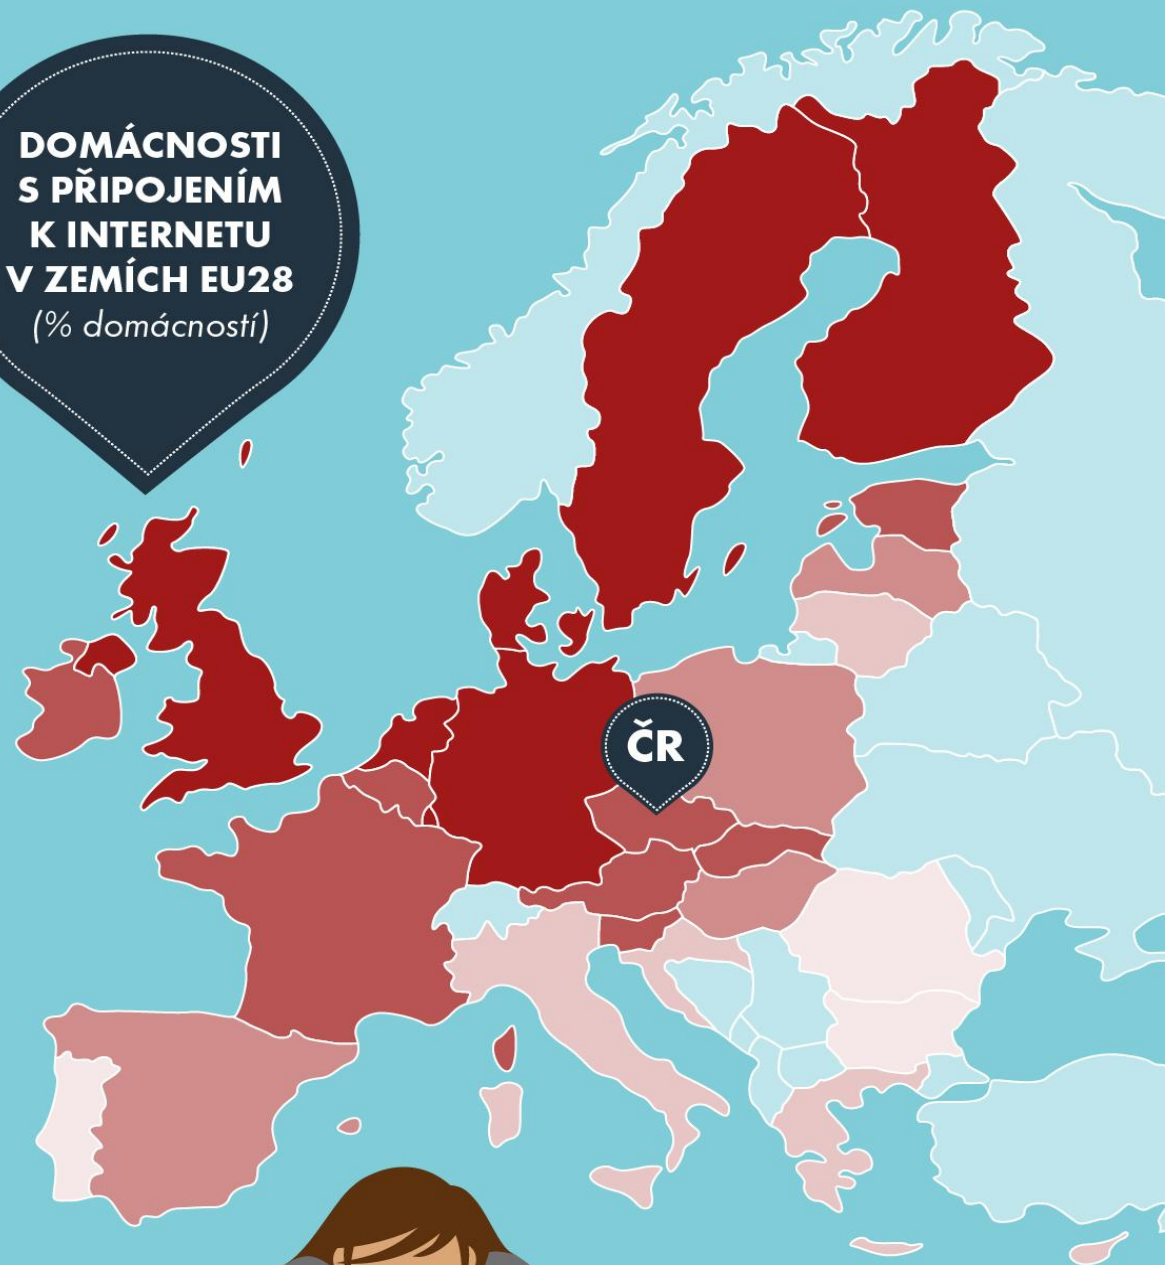 DOMÁCNOSTI
S PŘIPOJENÍM
K INTERNETU
V ZEMÍCH EU28
(% domácností)
ČR